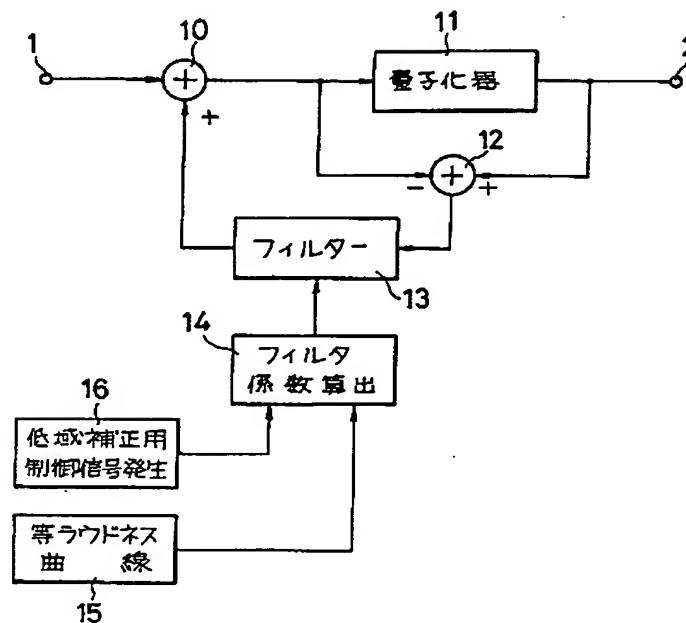 1
10
11
2
+
量子化器
+
12
-
+
+
フィルター
13
14
フィルタ
係数算出
16
低域補正用
制御信号発生
等ラウドネス
曲線
15